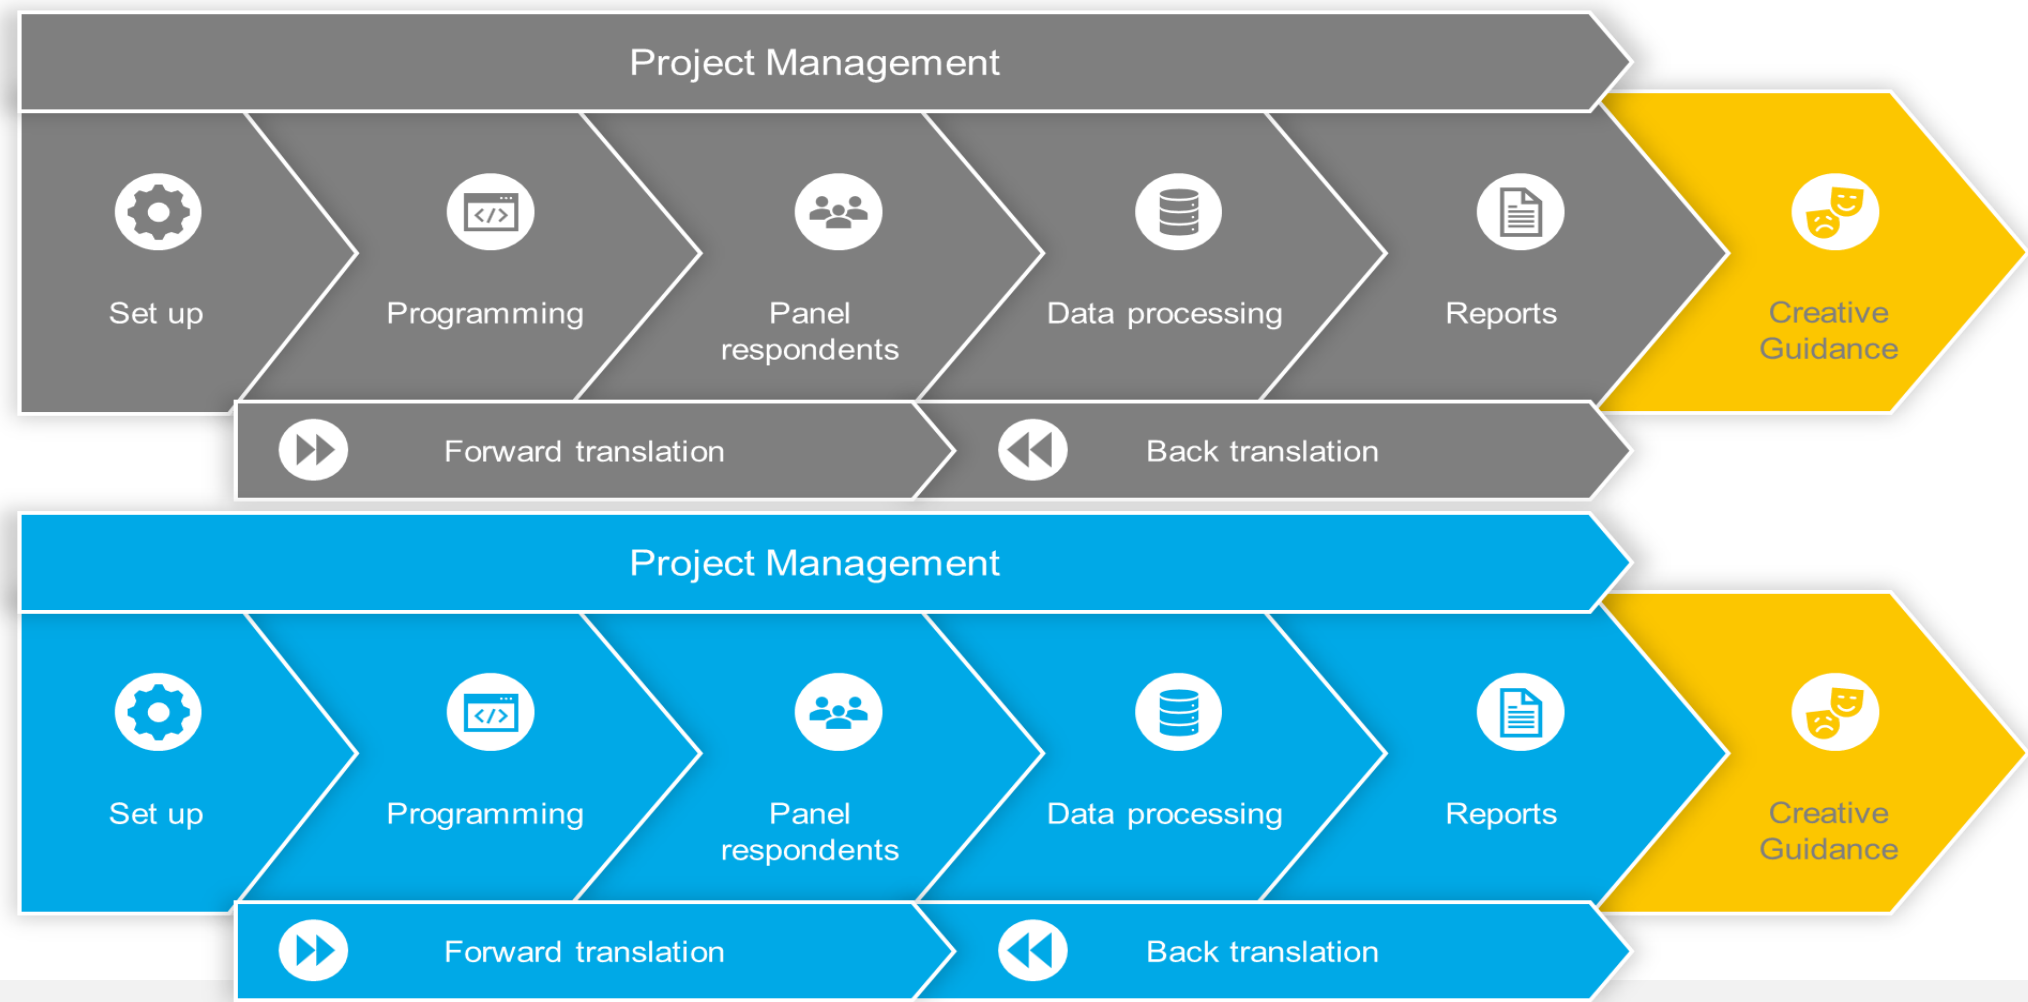 Project Management
Set up
Programming
Panel
respondents
Data processing
Reports
Creative
Guidance
Forward translation
Back translation
Project Management
Set up
Programming
Panel
respondents
Data processing
Reports
Creative
Guidance
Forward translation
Back translation